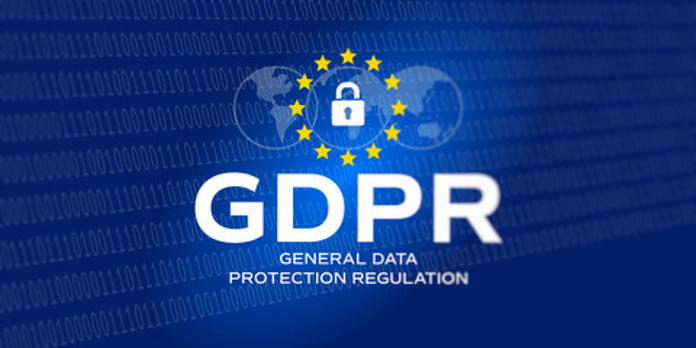 GDPR
GENERAL DATA
PROTECTION REGULATION